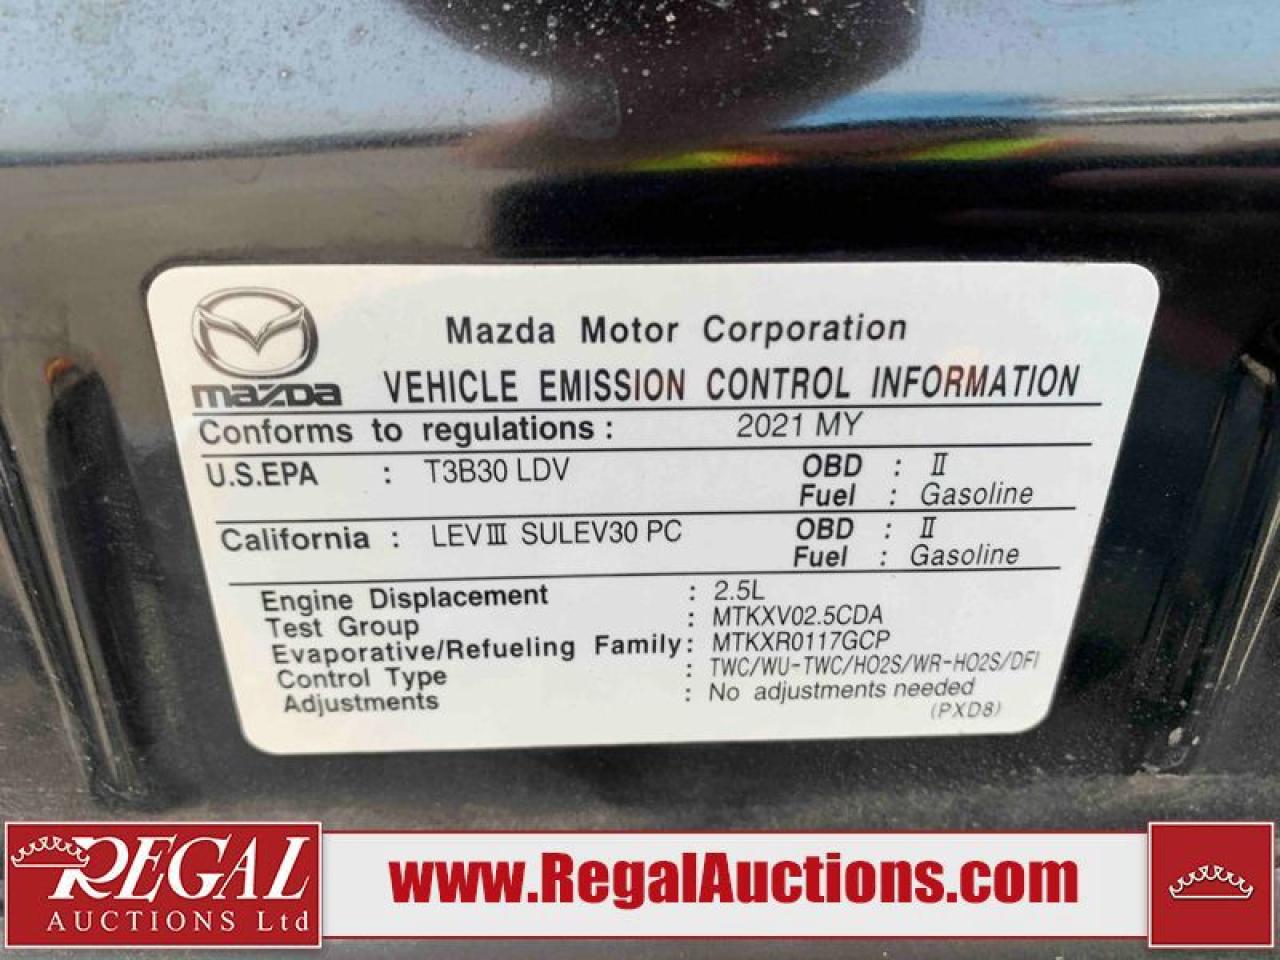 mazda
Mazda Motor Corporation
VEHICLE EMISSION CONTROL INFORMATION
Conforms to regulations : 2021 MY
U.S.EPA : T3B30 LDV OBD : II
Fuel : Gasoline
California : LEV III SULEV30 PC OBD : II
Fuel : Gasoline
Engine Displacement : 2.5L
Test Group : MTKXV02.5CDA
Evaporative/Refueling Family: MTKXR0117GCP
Control Type : TWC/WU-TWC/HO2S/WR-HO2S/DFI
Adjustments : No adjustments needed
(PXD8)
REGAL
AUCTIONS Ltd
www.RegalAuctions.com